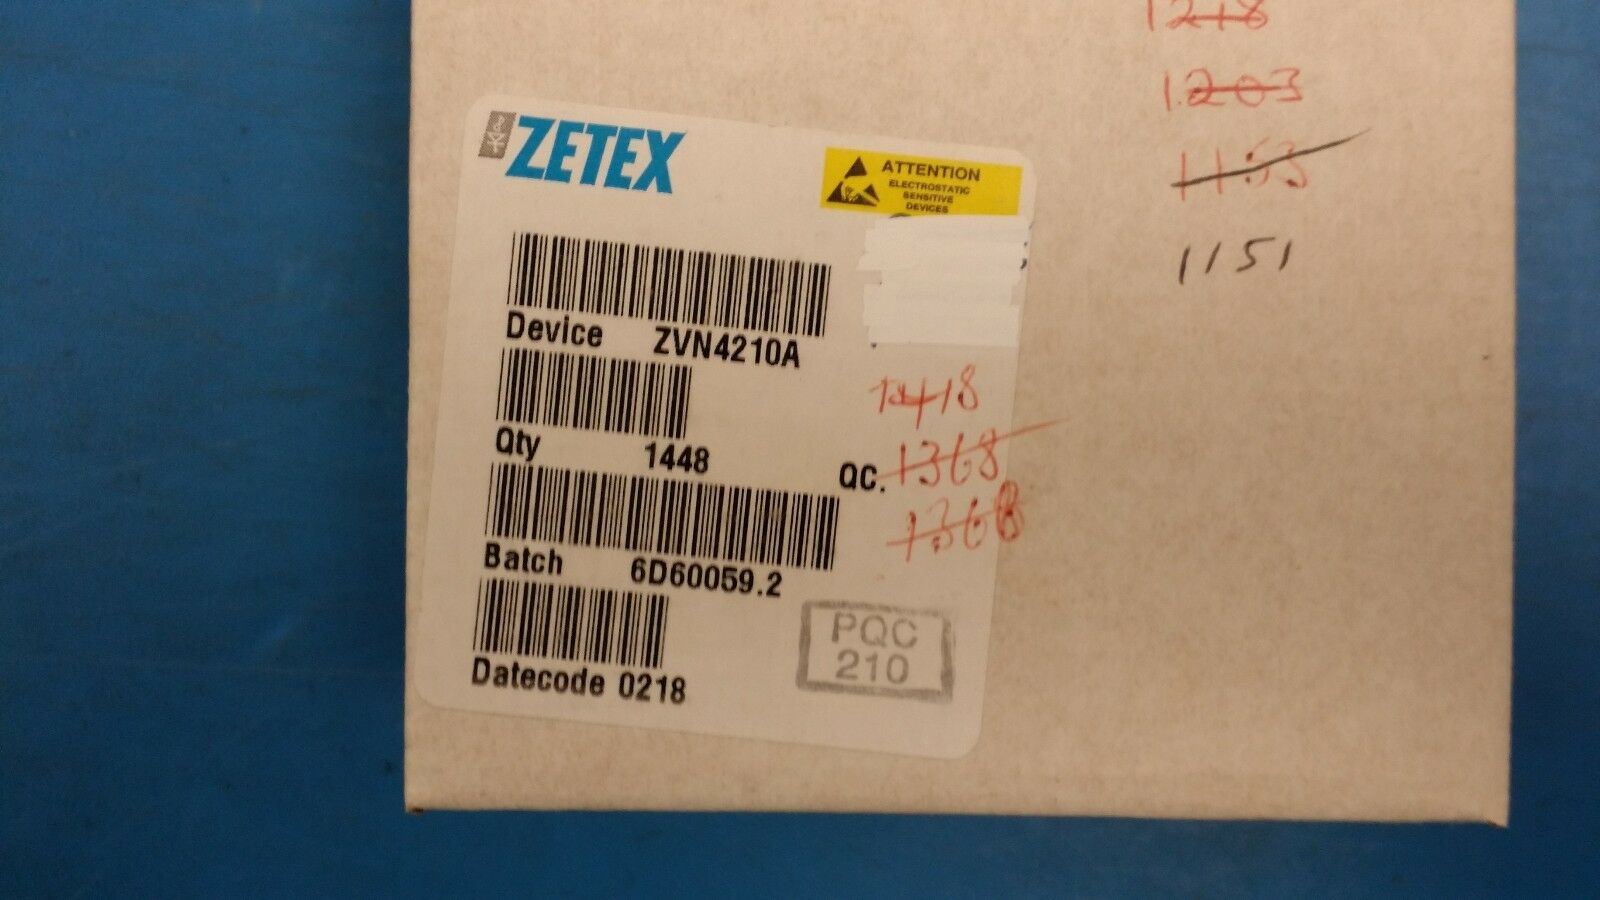 1218
1203
1153
1151
ZETEX
ATTENTION
ELECTROSTATIC
SENSITIVE
DEVICES
Device ZVN4210A
1418
Qty 1448
QC. 1368
1368
Batch 6D60059.2
PQC
210
Datecode 0218